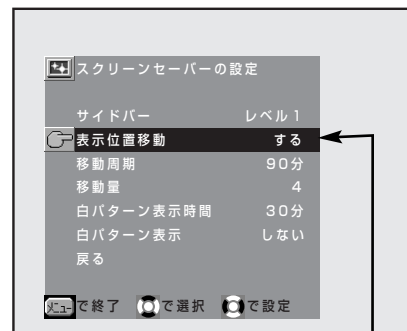 スクリーンセーバーの設定
サイドバー レベル1
表示位置移動 する
移動周期 90分
移動量 4
白パターン表示時間 30分
白パターン表示 しない
戻る
メニューで終了 で選択 で設定